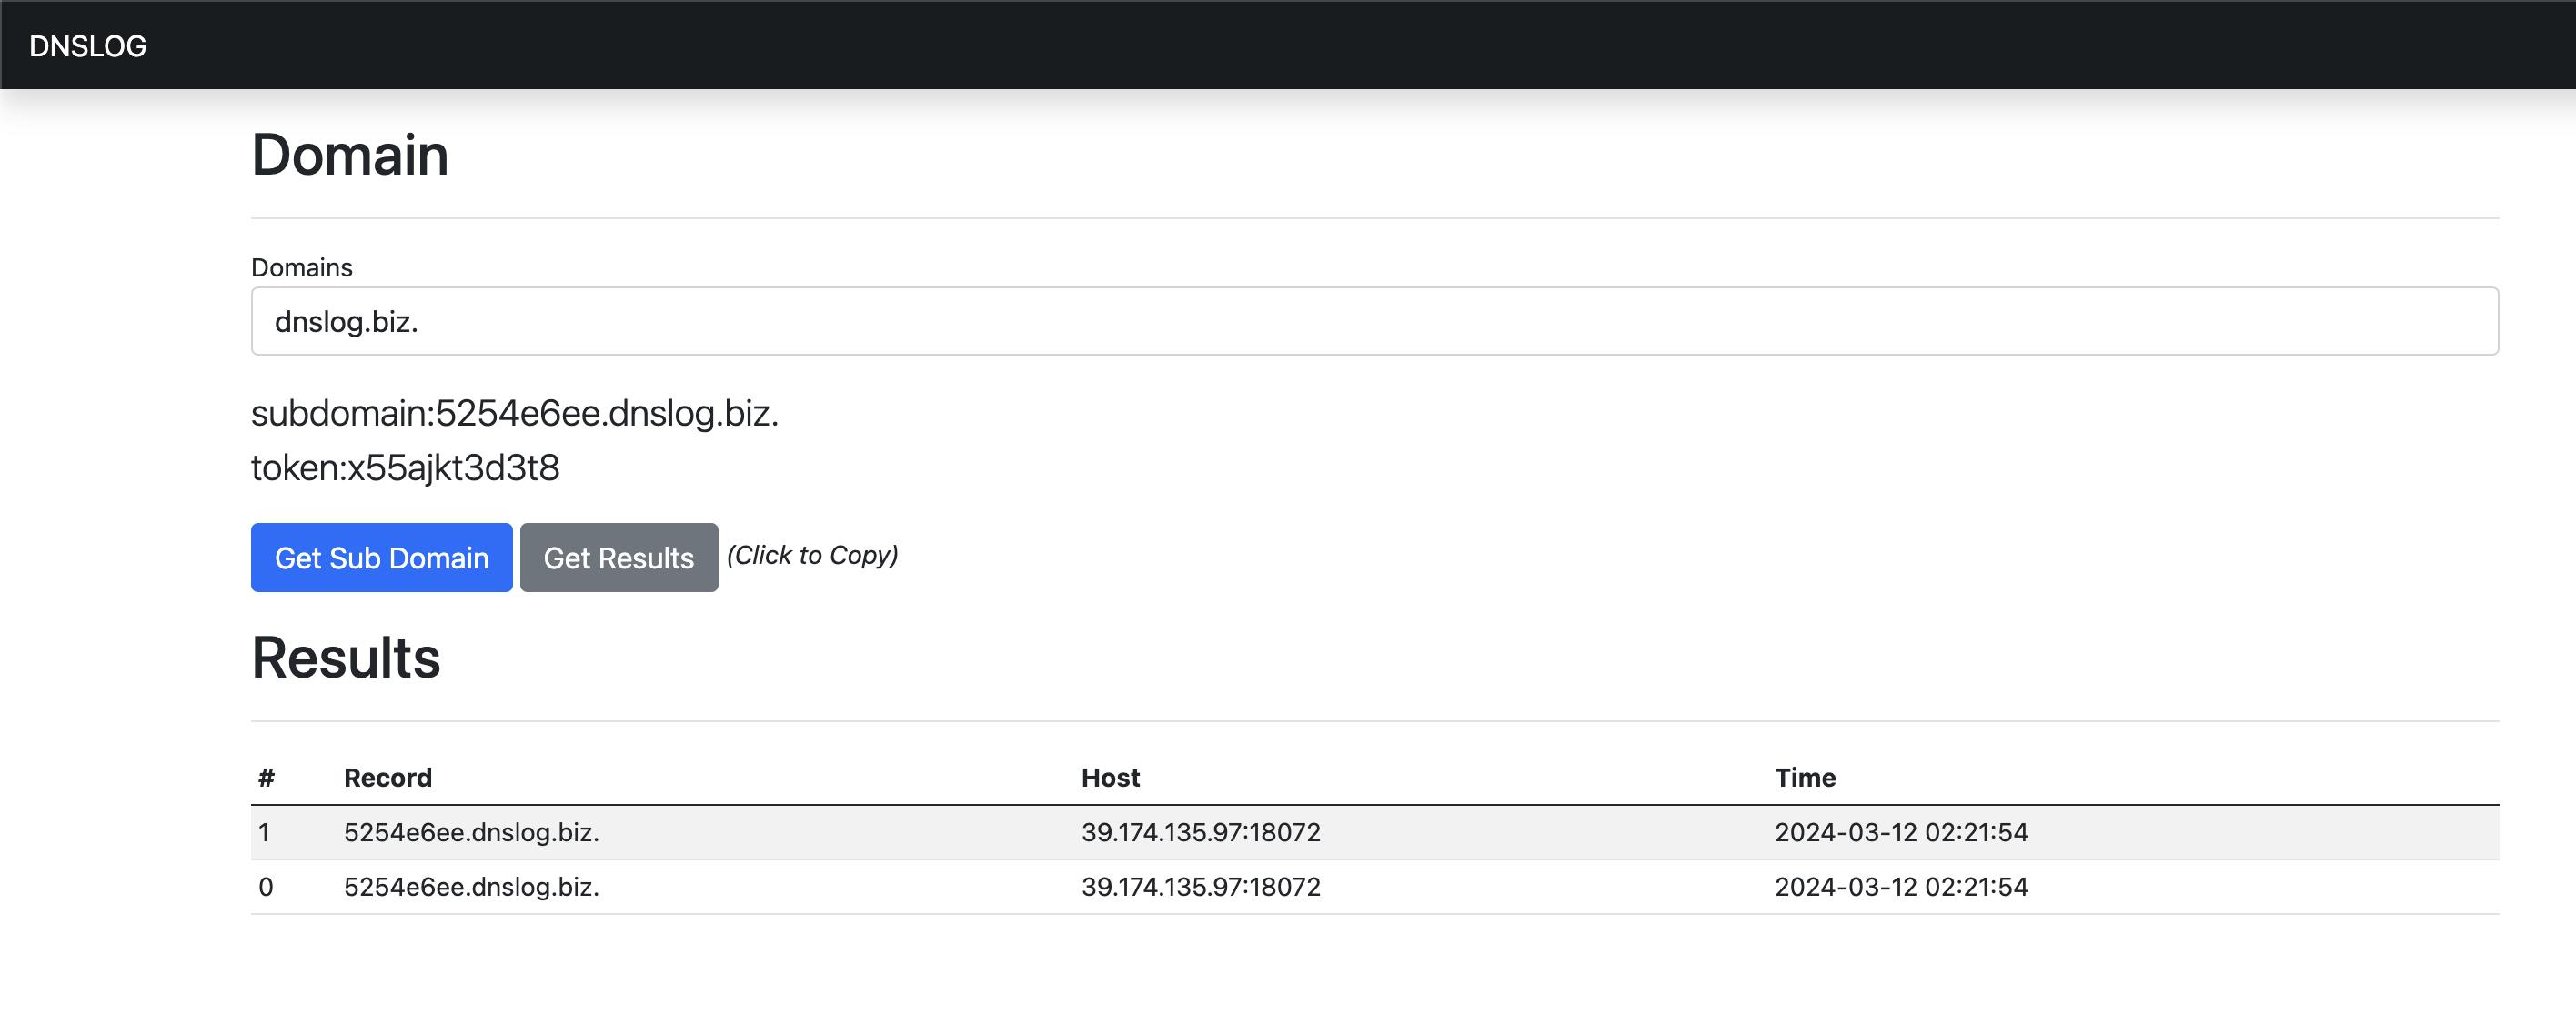 DNSLOG
Domain
Domains
dnslog.biz.
subdomain:5254e6ee.dnslog.biz.
token:x55ajkt3d3t8
Get Sub Domain Get Results (Click to Copy)
Results
# Record Host Time
1 5254e6ee.dnslog.biz. 39.174.135.97:18072 2024-03-12 02:21:54
0 5254e6ee.dnslog.biz. 39.174.135.97:18072 2024-03-12 02:21:54